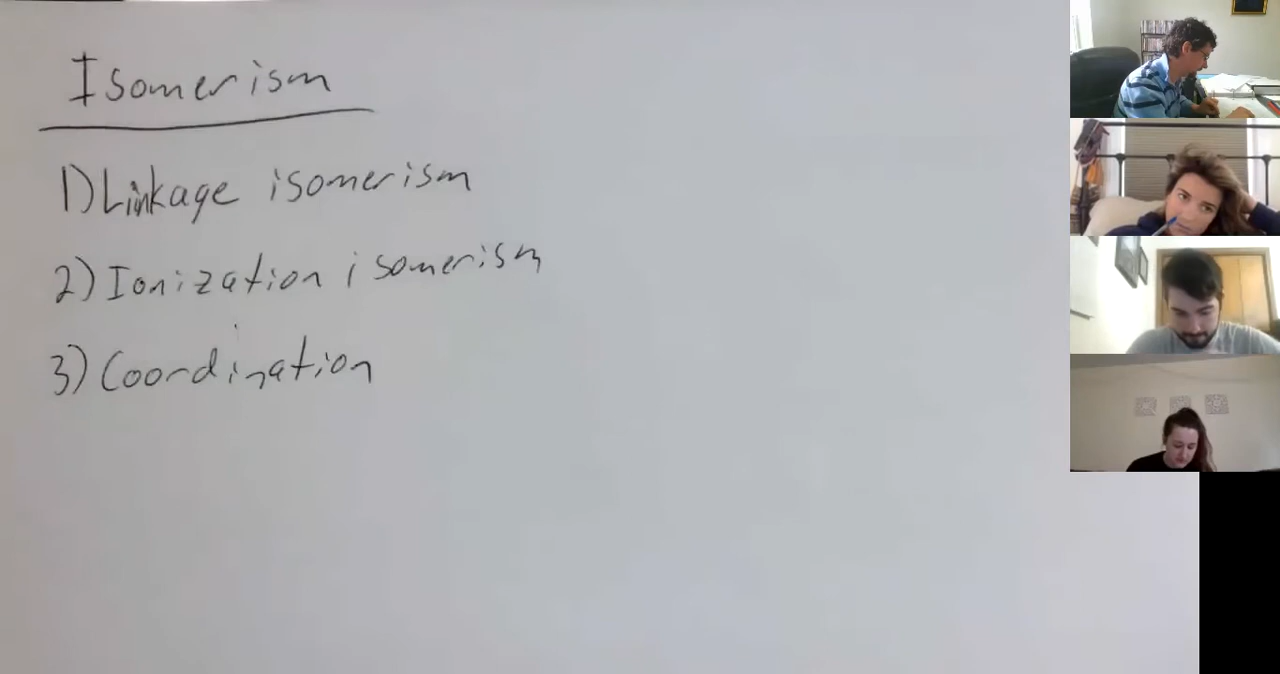 Isomerism
1) Linkage isomerism
2) Ionization isomerism
3) Coordination